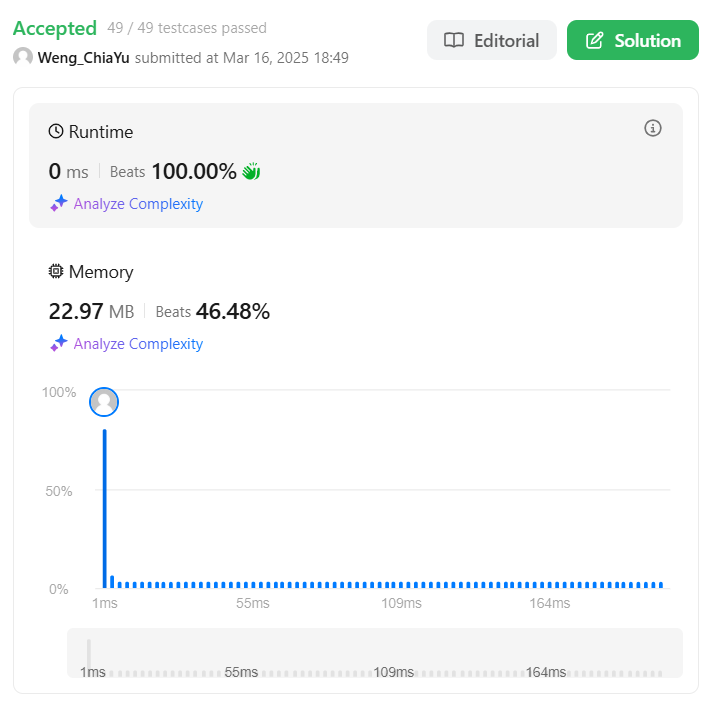 Accepted 49 / 49 testcases passed
Weng_ChiaYu submitted at Mar 16, 2025 18:49
Editorial
Solution
Runtime
0 ms Beats 100.00%
Analyze Complexity
Memory
22.97 MB Beats 46.48%
Analyze Complexity
100%
50%
0%
1ms 55ms 109ms 164ms
1ms 55ms 109ms 164ms